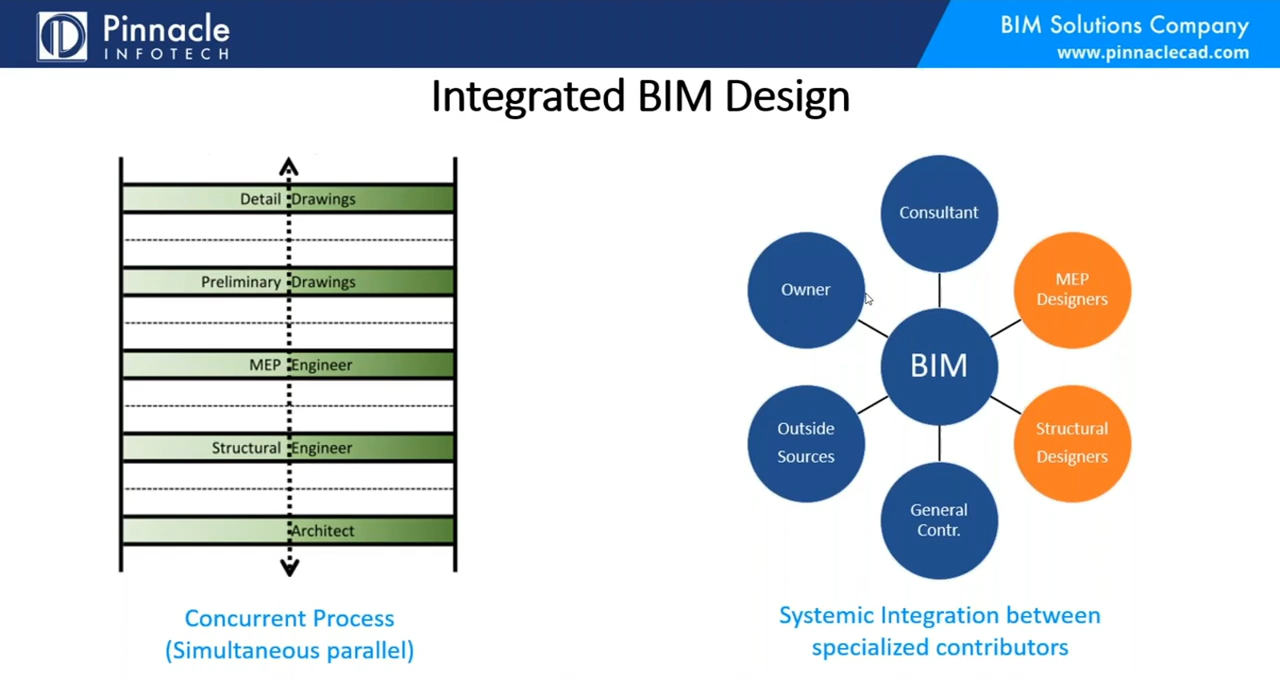 Pinnacle
INFOTECH
BIM Solutions Company
www.pinnaclecad.com
Integrated BIM Design
Detail Drawings
Preliminary Drawings
MEP Engineer
Structural Engineer
Architect
Concurrent Process
(Simultaneous parallel)
Consultant
Owner
MEP
Designers
BIM
Outside
Sources
Structural
Designers
General
Contr.
Systemic Integration between
specialized contributors